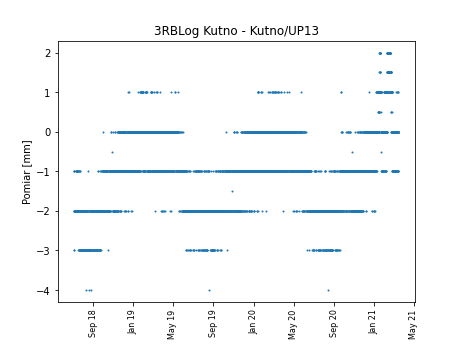 3RBLog Kutno - Kutno/UP13
Pomiar [mm]
2
1
0
−1
−2
−3
−4
Sep 18
Jan 19
May 19
Sep 19
Jan 20
May 20
Sep 20
Jan 21
May 21